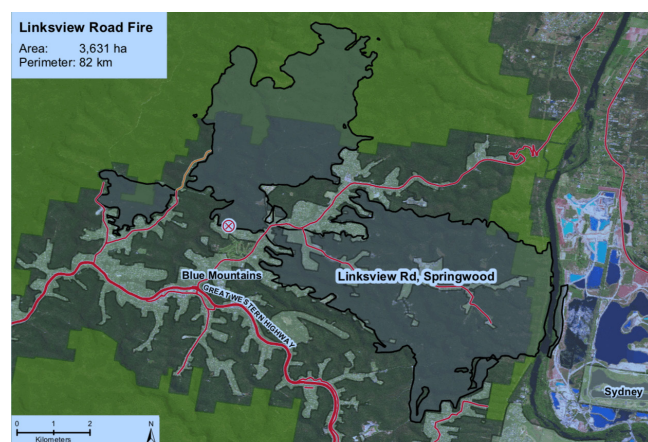 Linksview Road Fire
Area: 3,631 ha
Perimeter: 82 km
Blue Mountains
Linksview Rd, Springwood
GREAT WESTERN HIGHWAY
Sydney
0 1 2
Kilometers
N